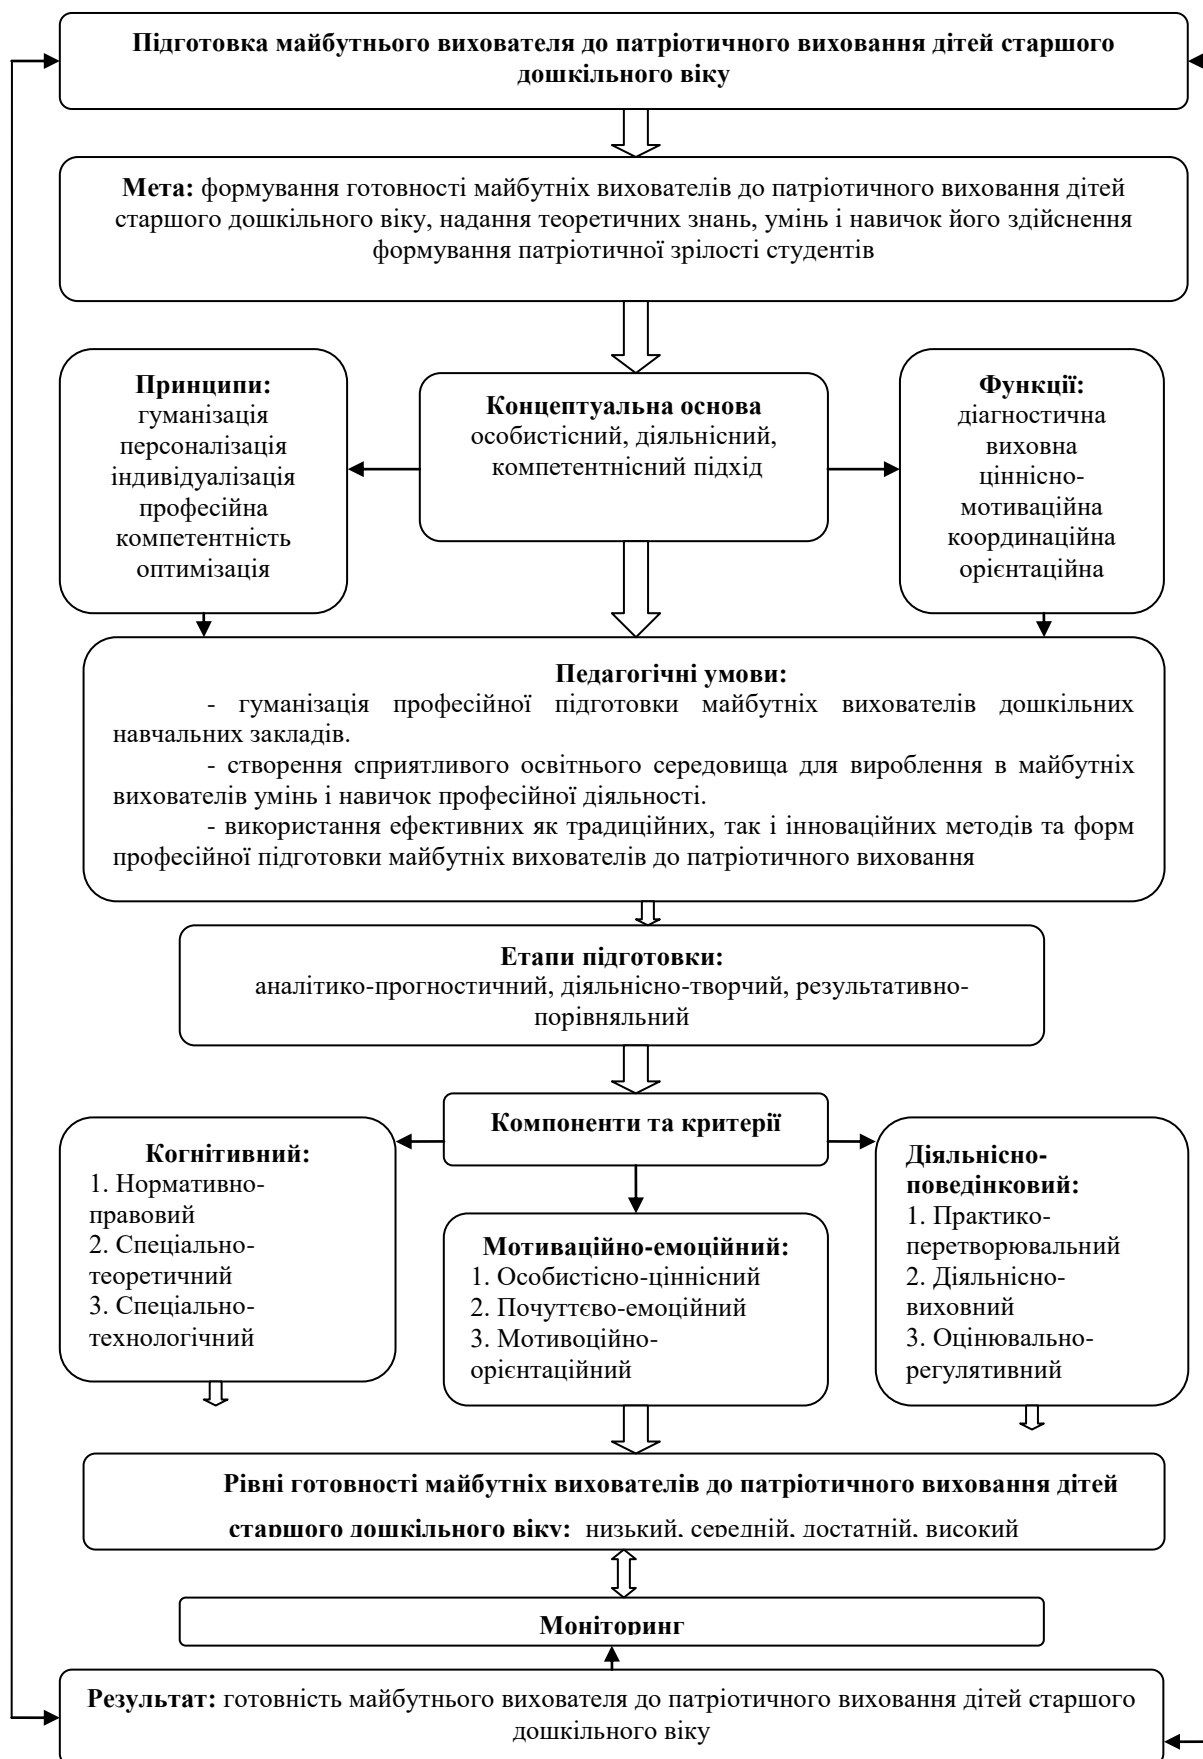 Підготовка майбутнього вихователя до патріотичного виховання дітей старшого
дошкільного віку
Мета: формування готовності майбутніх вихователів до патріотичного виховання дітей
старшого дошкільного віку, надання теоретичних знань, умінь і навичок його здійснення
формування патріотичної зрілості студентів
Принципи:
гуманізація
персоналізація
індивідуалізація
професійна
компетентність
оптимізація
Концептуальна основа
особистісний, діяльнісний,
компетентнісний підхід
Функції:
діагностична
виховна
ціннісно-
мотиваційна
координаційна
орієнтаційна
Педагогічні умови:
- гуманізація професійної підготовки майбутніх вихователів дошкільних
навчальних закладів.
- створення сприятливого освітнього середовища для вироблення в майбутніх
вихователів умінь і навичок професійної діяльності.
- використання ефективних як традиційних, так і інноваційних методів та форм
професійної підготовки майбутніх вихователів до патріотичного виховання
Етапи підготовки:
аналітико-прогностичний, діяльнісно-творчий, результативно-
порівняльний
Компоненти та критерії
Когнітивний:
1. Нормативно-
правовий
2. Спеціально-
теоретичний
3. Спеціально-
технологічний
Мотиваційно-емоційний:
1. Особистісно-ціннісний
2. Почуттєво-емоційний
3. Мотивоційно-
орієнтаційний
Діяльнісно-
поведінковий:
1. Практико-
перетворювальний
2. Діяльнісно-
виховний
3. Оцінювально-
регулятивний
Рівні готовності майбутніх вихователів до патріотичного виховання дітей
старшого дошкільного віку: низький, середній, достатній, високий
Моніторинг
Результат: готовність майбутнього вихователя до патріотичного виховання дітей старшого
дошкільного віку